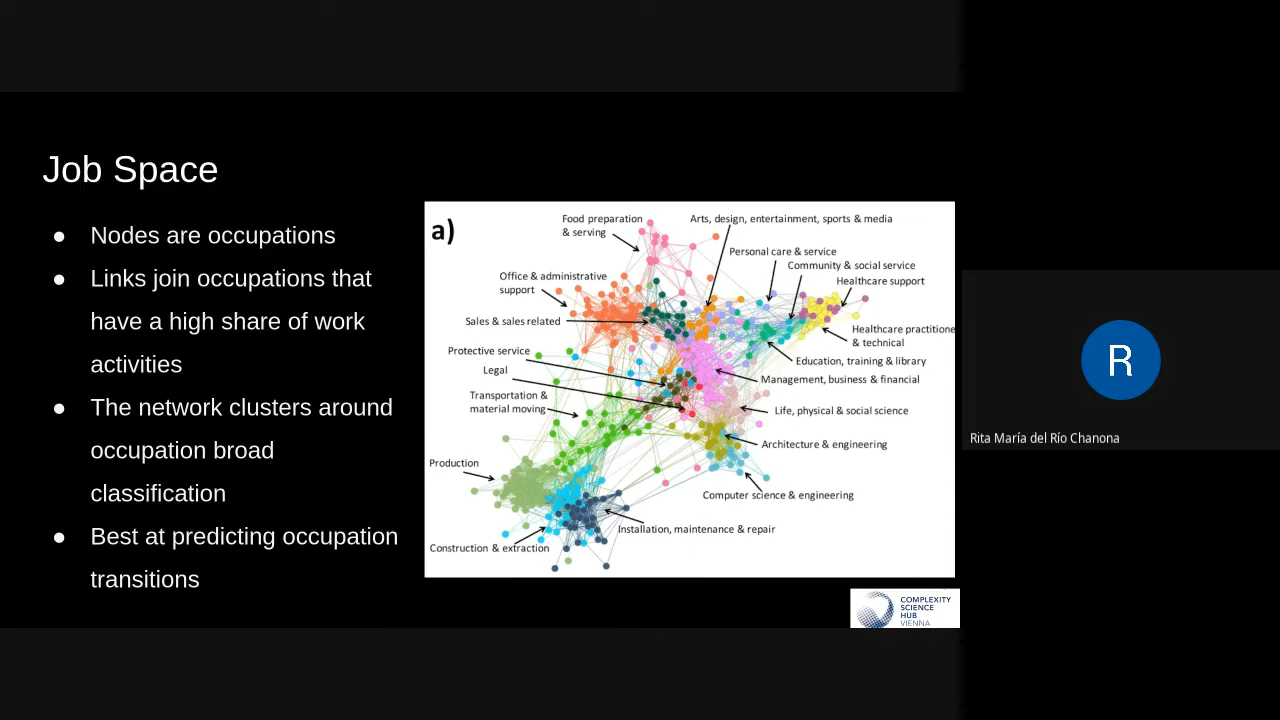 Job Space
● Nodes are occupations
● Links join occupations that
have a high share of work
activities
● The network clusters around
occupation broad
classification
● Best at predicting occupation
transitions
a)
Food preparation
& serving
Arts, design, entertainment, sports & media
Personal care & service
Community & social service
Healthcare support
Office & administrative
support
Sales & sales related
Healthcare practitione
& technical
Protective service
Education, training & library
Legal
Management, business & financial
Transportation &
material moving
Life, physical & social science
Architecture & engineering
Production
Computer science & engineering
Installation, maintenance & repair
Construction & extraction
COMPLEXITY
SCIENCE
HUB
VIENNA
R
Rita María del Río Chanona